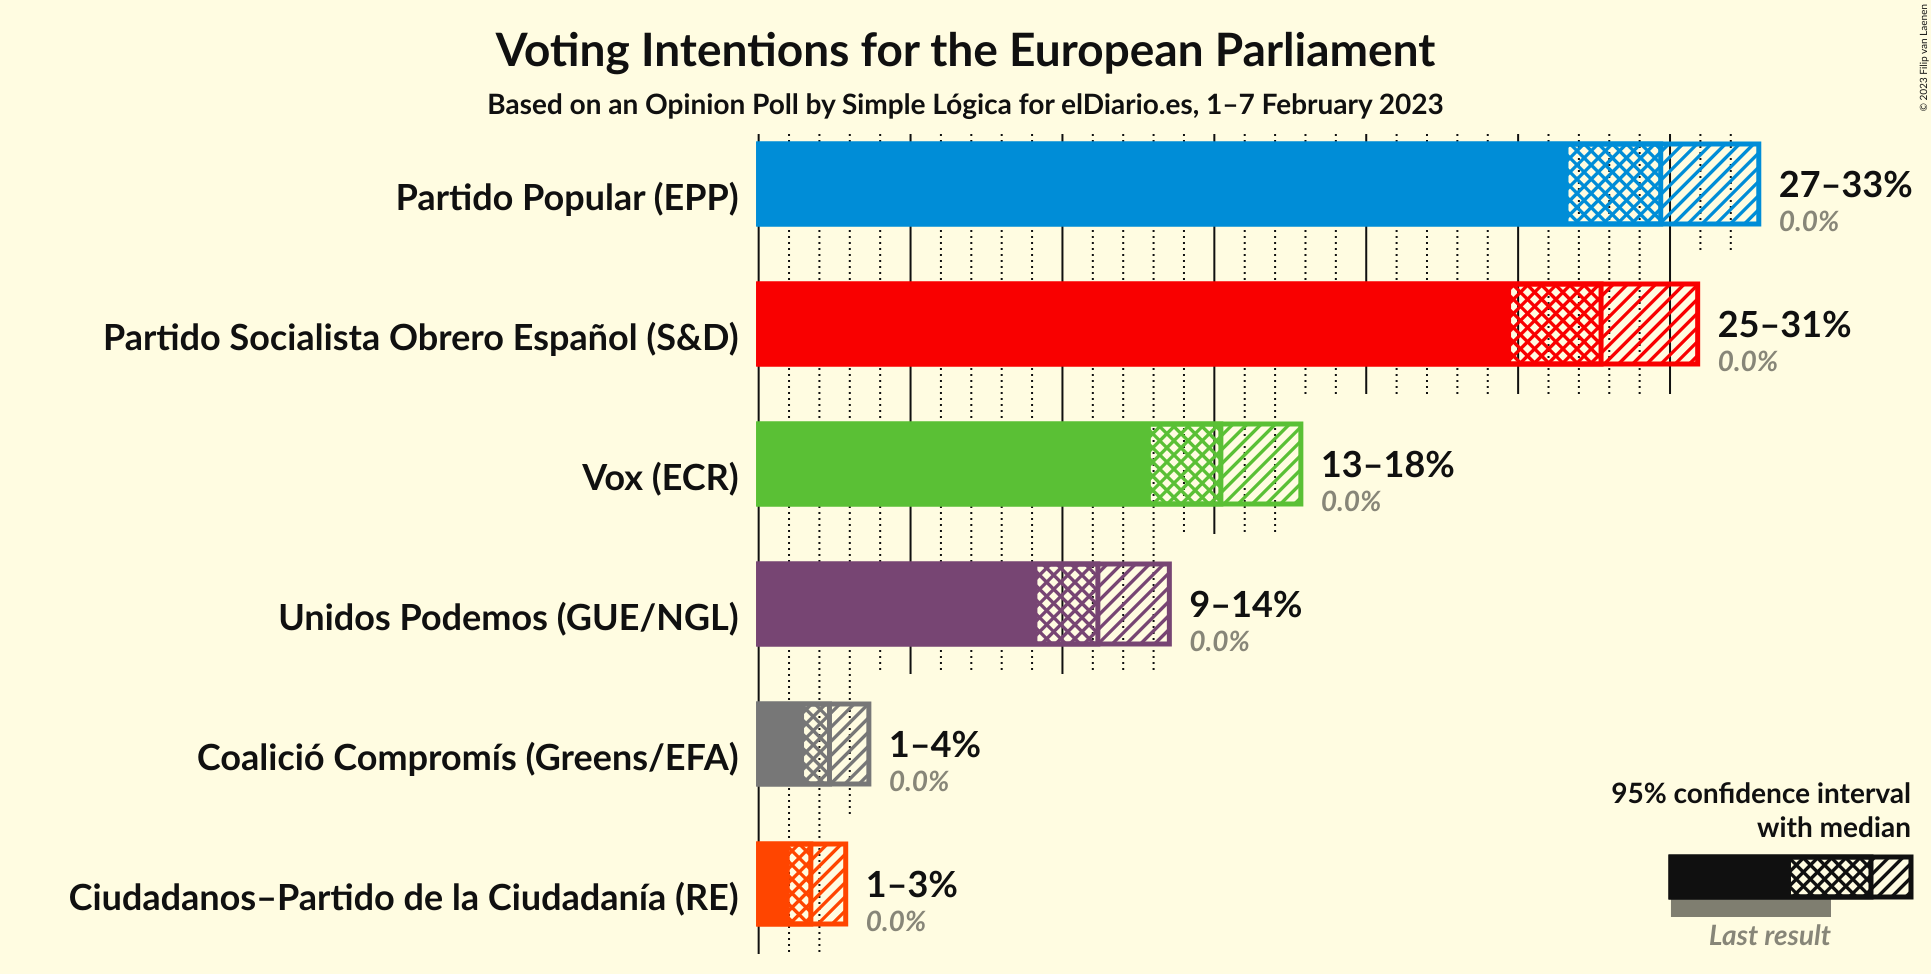 Voting Intentions for the European Parliament
Based on an Opinion Poll by Simple Lógica for elDiario.es, 1–7 February 2023
© 2023 Filip van Laenen
Partido Popular (EPP)
27–33%
0.0%
Partido Socialista Obrero Español (S&D)
25–31%
0.0%
Vox (ECR)
13–18%
0.0%
Unidos Podemos (GUE/NGL)
9–14%
0.0%
Coalició Compromís (Greens/EFA)
1–4%
0.0%
Ciudadanos–Partido de la Ciudadanía (RE)
1–3%
0.0%
95% confidence interval
with median
Last result